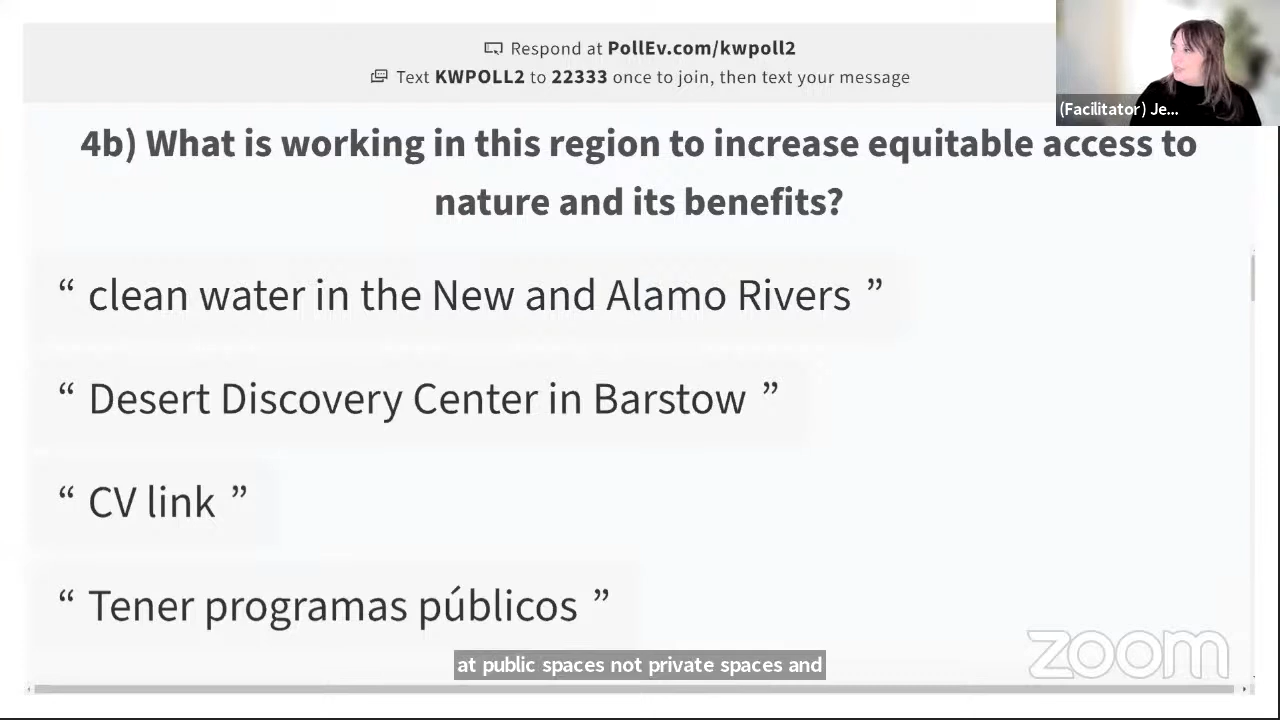 Respond at PollEv.com/kwpoll2
Text KWPOLL2 to 22333 once to join, then text your message
(Facilitator) Je...
4b) What is working in this region to increase equitable access to
nature and its benefits?
“ clean water in the New and Alamo Rivers ”
“ Desert Discovery Center in Barstow ”
“ CV link ”
“ Tener programas públicos ”
at public spaces not private spaces and
zoom